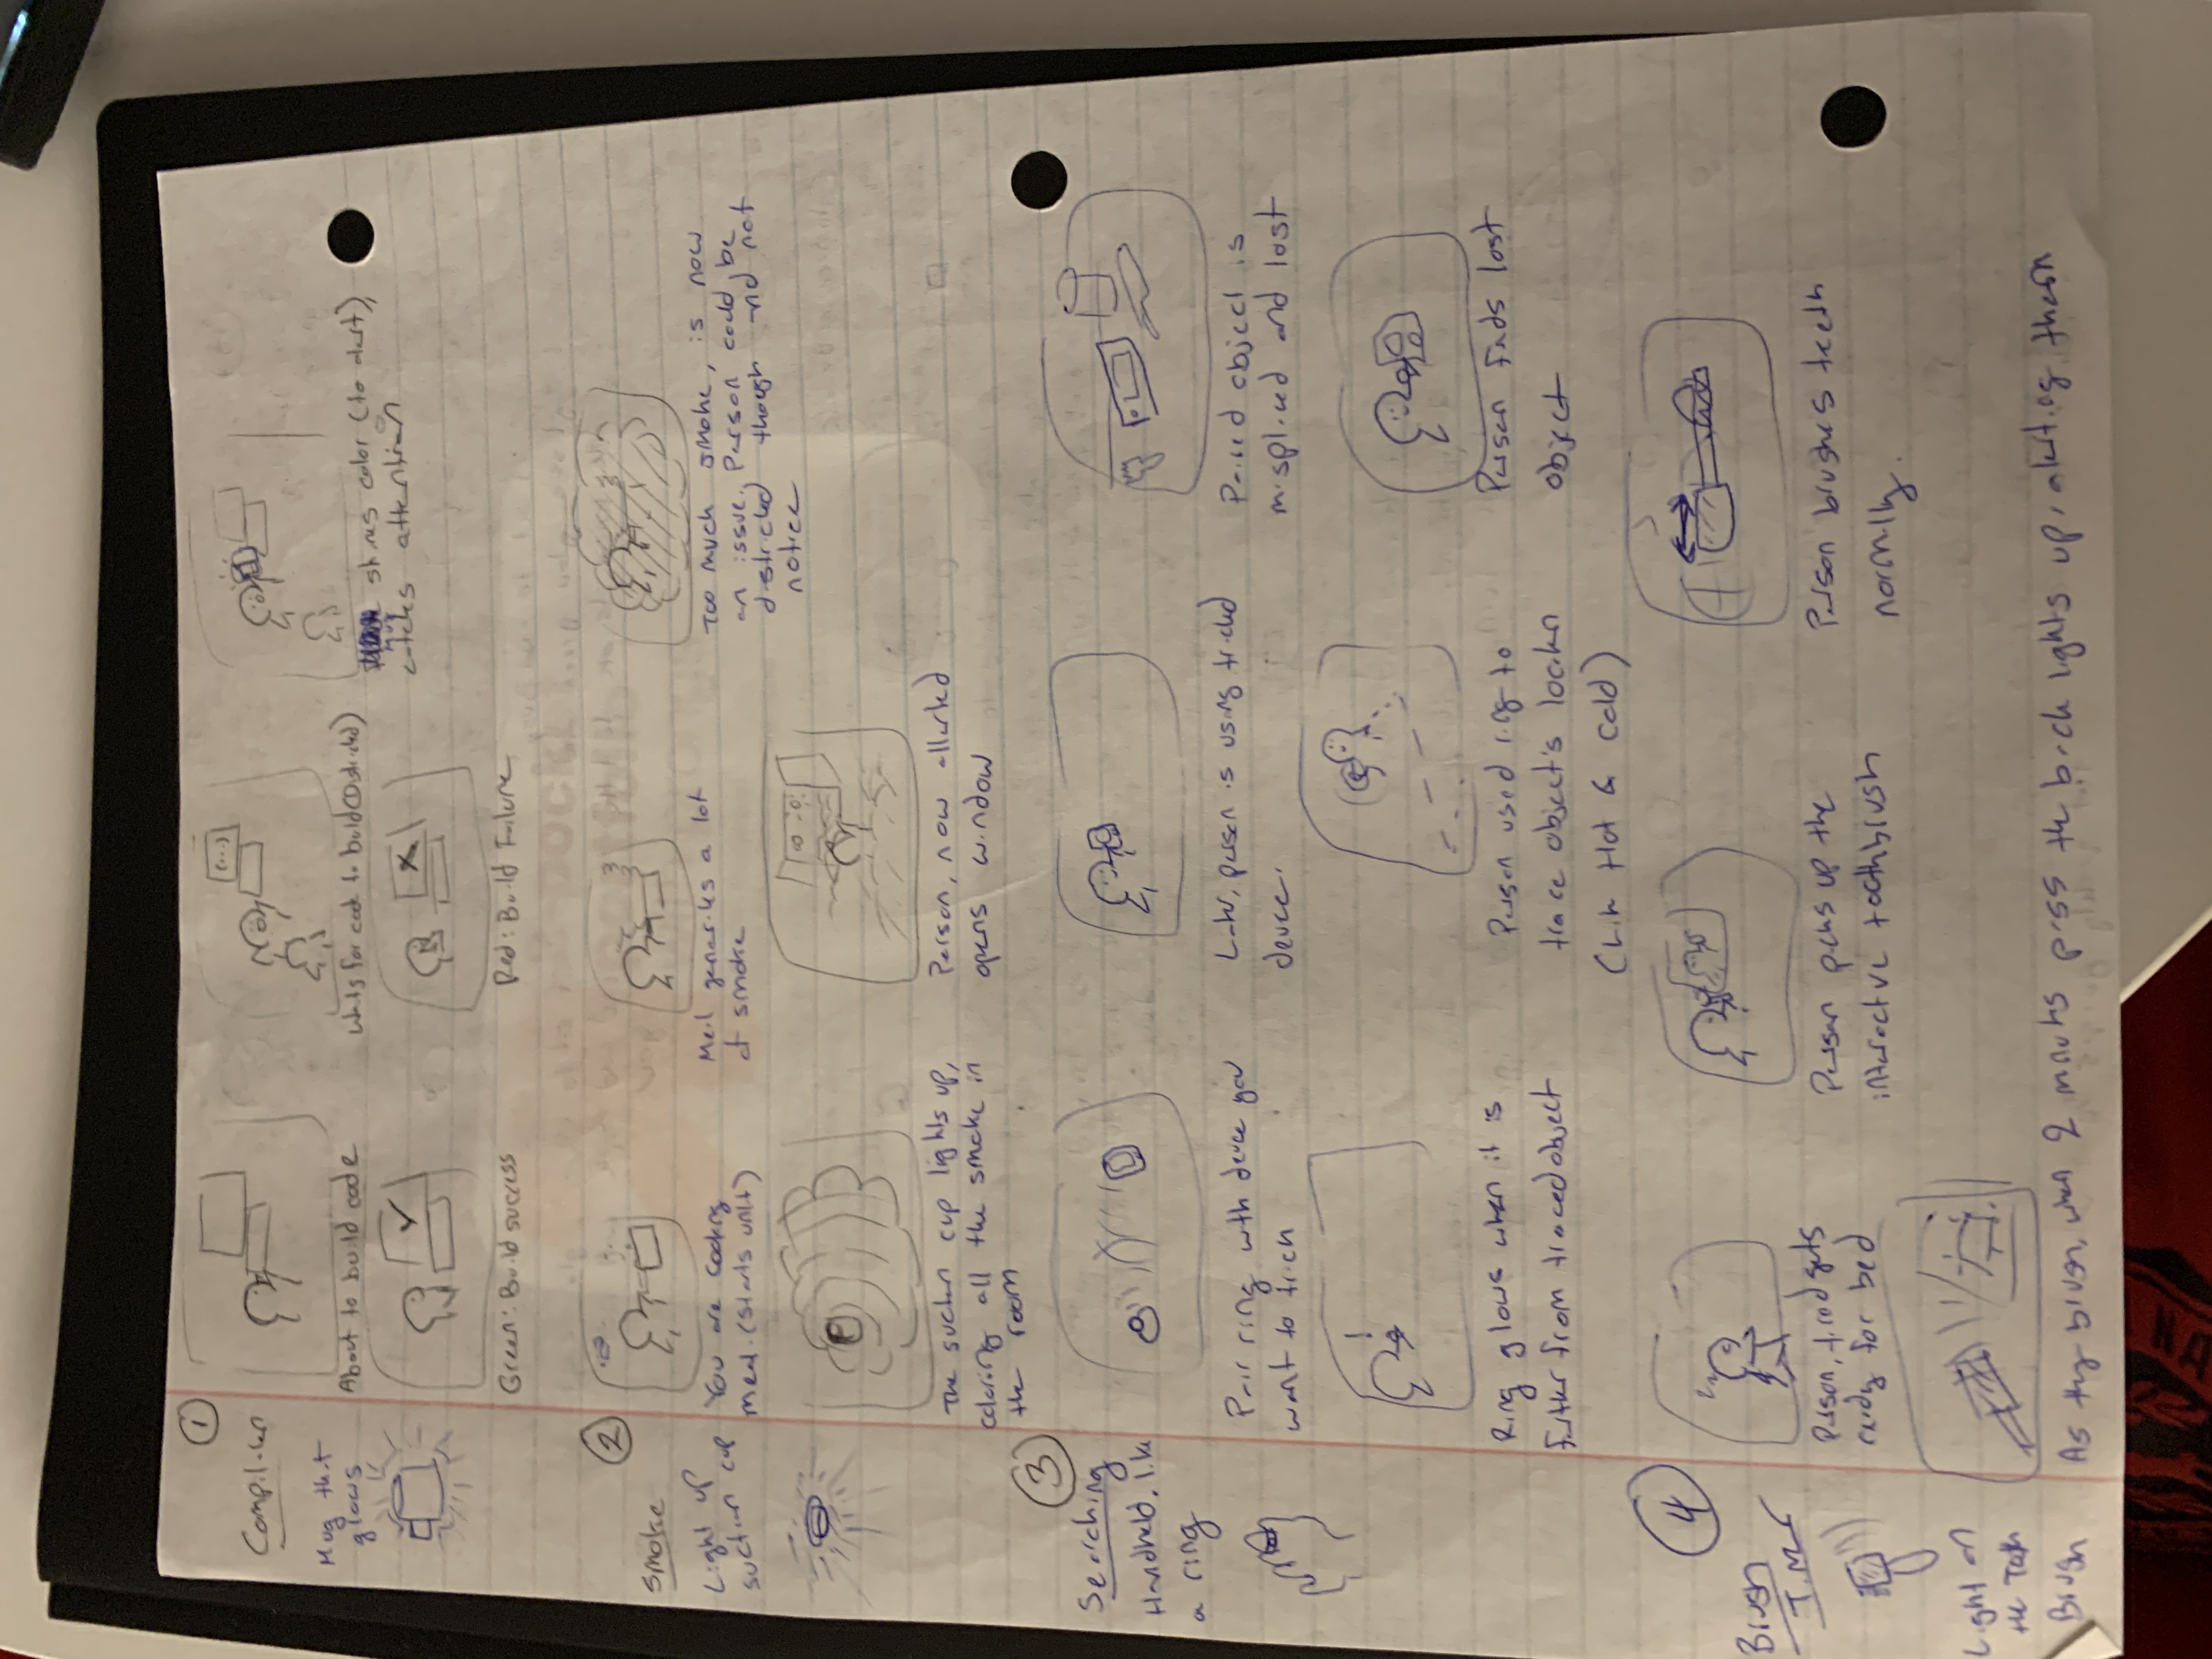 1
Compilation
Mug that
glows
(...)
About to build code
Waits for code to build (Distracted)
Mug shines color (to alert),
catches attention
Green: Build success
Red: Build Failure
2
Smoke
Light up
suction cup
You are cooking
meal. (starts unlit)
Meal generates a lot
of smoke
Too much smoke, is now
an issue. Person could be
distracted though and not
notice
The suction cup lights up,
coloring all the smoke in
the room
Person, now allerted
opens window
3
Searching
Handheld, like
a ring
Pair ring with device you
want to track
Later, person is using tracked
device.
Paired object is
misplaced and lost
!
Ring glows when it is
further from traced object
Person used ring to
trace object's location
(Like Hot & Cold)
Person finds lost
object
4
Brush
Timer
Light on
the Tooth
Brush
Person, tired gets
ready for bed
Person picks up the
interactive toothbrush
Person brushes teeth
normally.
As they brush, when 2 minutes pass the back lights up, alerting them